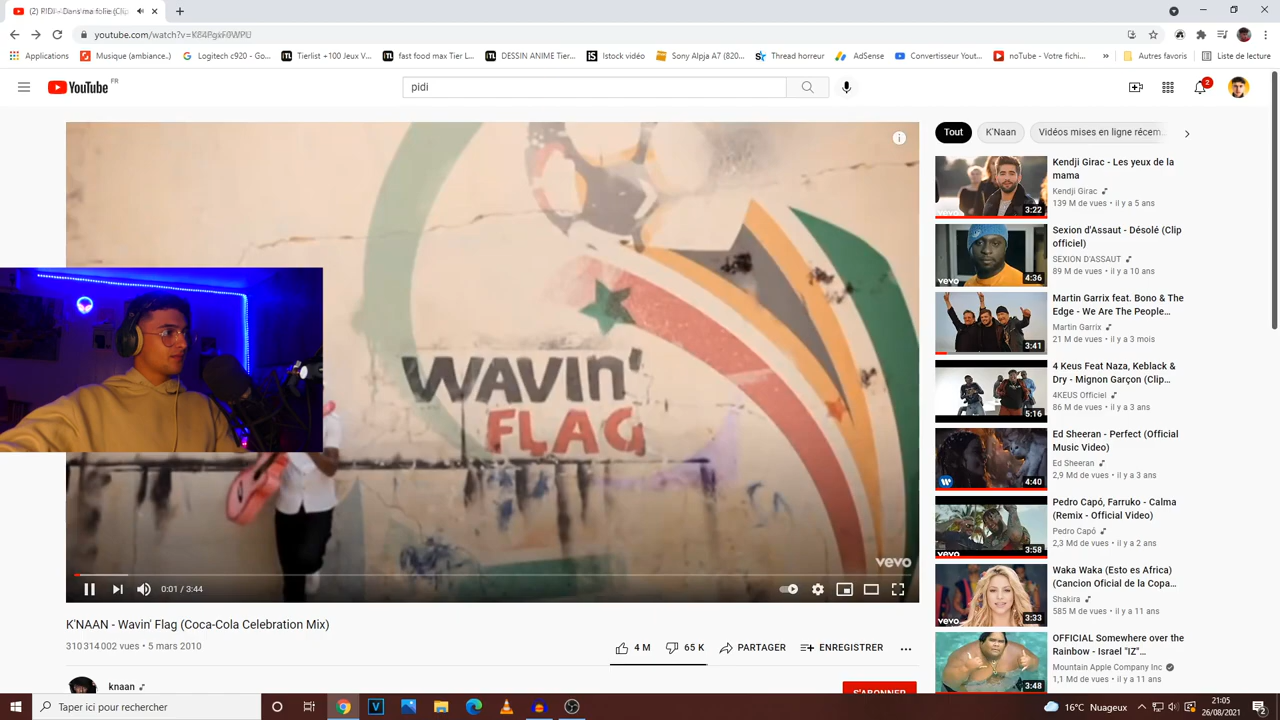 youtube.com/watch?v=
Applications
Musique (ambiance.)
Logitech c920 - Go...
Tierlist +100 Jeux V...
fast food max Tier L...
DESSIN ANIME Tier...
Istock vidéo
Sony Alpja A7 (820...
Thread horreur
AdSense
Convertisseur Yout...
noTube - Votre fichi...
»
Autres favoris
Liste de lecture
YouTube FR
pidi
2
Tout
K'Naan
Vidéos mises en ligne récem...
WAVIN'
FLAG
vevo
0:01 / 3:44
K'NAAN - Wavin' Flag (Coca-Cola Celebration Mix)
310 314 002 vues • 5 mars 2010
4 M
65 K
PARTAGER
ENREGISTRER
knaan
S'ABONNER
3:22
Kendji Girac - Les yeux de la
mama
Kendji Girac
139 M de vues • il y a 5 ans
vevo
4:36
Sexion d'Assaut - Désolé (Clip
officiel)
SEXION D'ASSAUT
89 M de vues • il y a 10 ans
3:41
Martin Garrix feat. Bono & The
Edge - We Are The People...
Martin Garrix
21 M de vues • il y a 3 mois
5:16
4 Keus Feat Naza, Keblack &
Dry - Mignon Garçon (Clip...
4KEUS Officiel
86 M de vues • il y a 3 ans
4:40
Ed Sheeran - Perfect (Official
Music Video)
Ed Sheeran
2,9 Md de vues • il y a 3 ans
vevo
3:58
Pedro Capó, Farruko - Calma
(Remix - Official Video)
Pedro Capó
2,3 Md de vues • il y a 2 ans
vevo
3:33
Waka Waka (Esto es Africa)
(Cancion Oficial de la Copa...
Shakira
585 M de vues • il y a 11 ans
3:48
OFFICIAL Somewhere over the
Rainbow - Israel "IZ"...
Mountain Apple Company Inc
1,1 Md de vues • il y a 11 ans
Taper ici pour rechercher
16°C Nuageux
21:05
26/08/2021
2